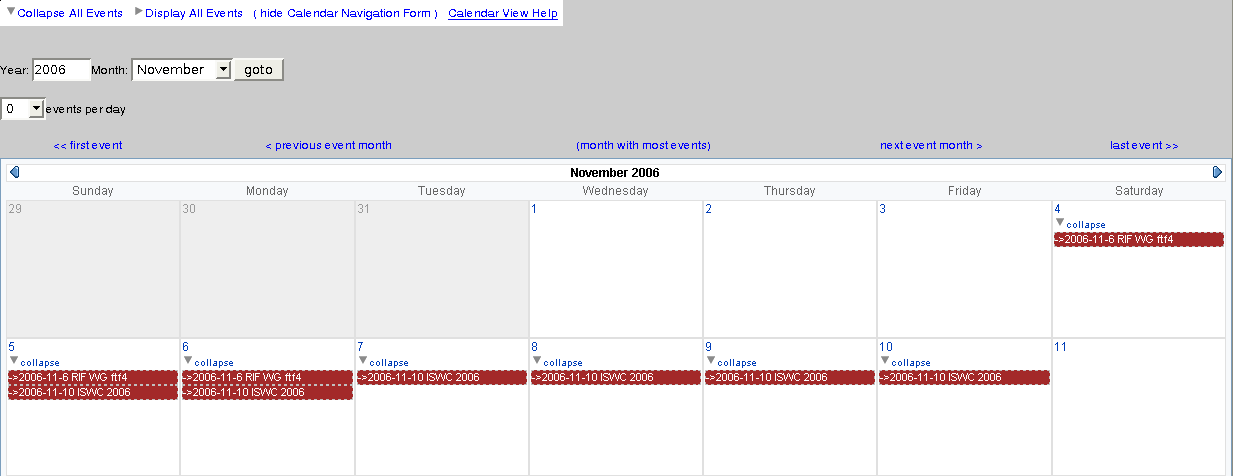 Collapse All Events Display All Events ( hide Calendar Navigation Form ) Calendar View Help
Year: 2006 Month: November goto
0 events per day
<< first event < previous event month (month with most events) next event month > last event >>
November 2006
Sunday Monday Tuesday Wednesday Thursday Friday Saturday
29 30 31 1 2 3 4
collapse
->2006-11-6 RIF WG ftf4
5 6 7 8 9 10 11
collapse collapse collapse collapse collapse collapse
->2006-11-6 RIF WG ftf4 ->2006-11-6 RIF WG ftf4 ->2006-11-10 ISWC 2006 ->2006-11-10 ISWC 2006 ->2006-11-10 ISWC 2006 ->2006-11-10 ISWC 2006
->2006-11-10 ISWC 2006 ->2006-11-10 ISWC 2006